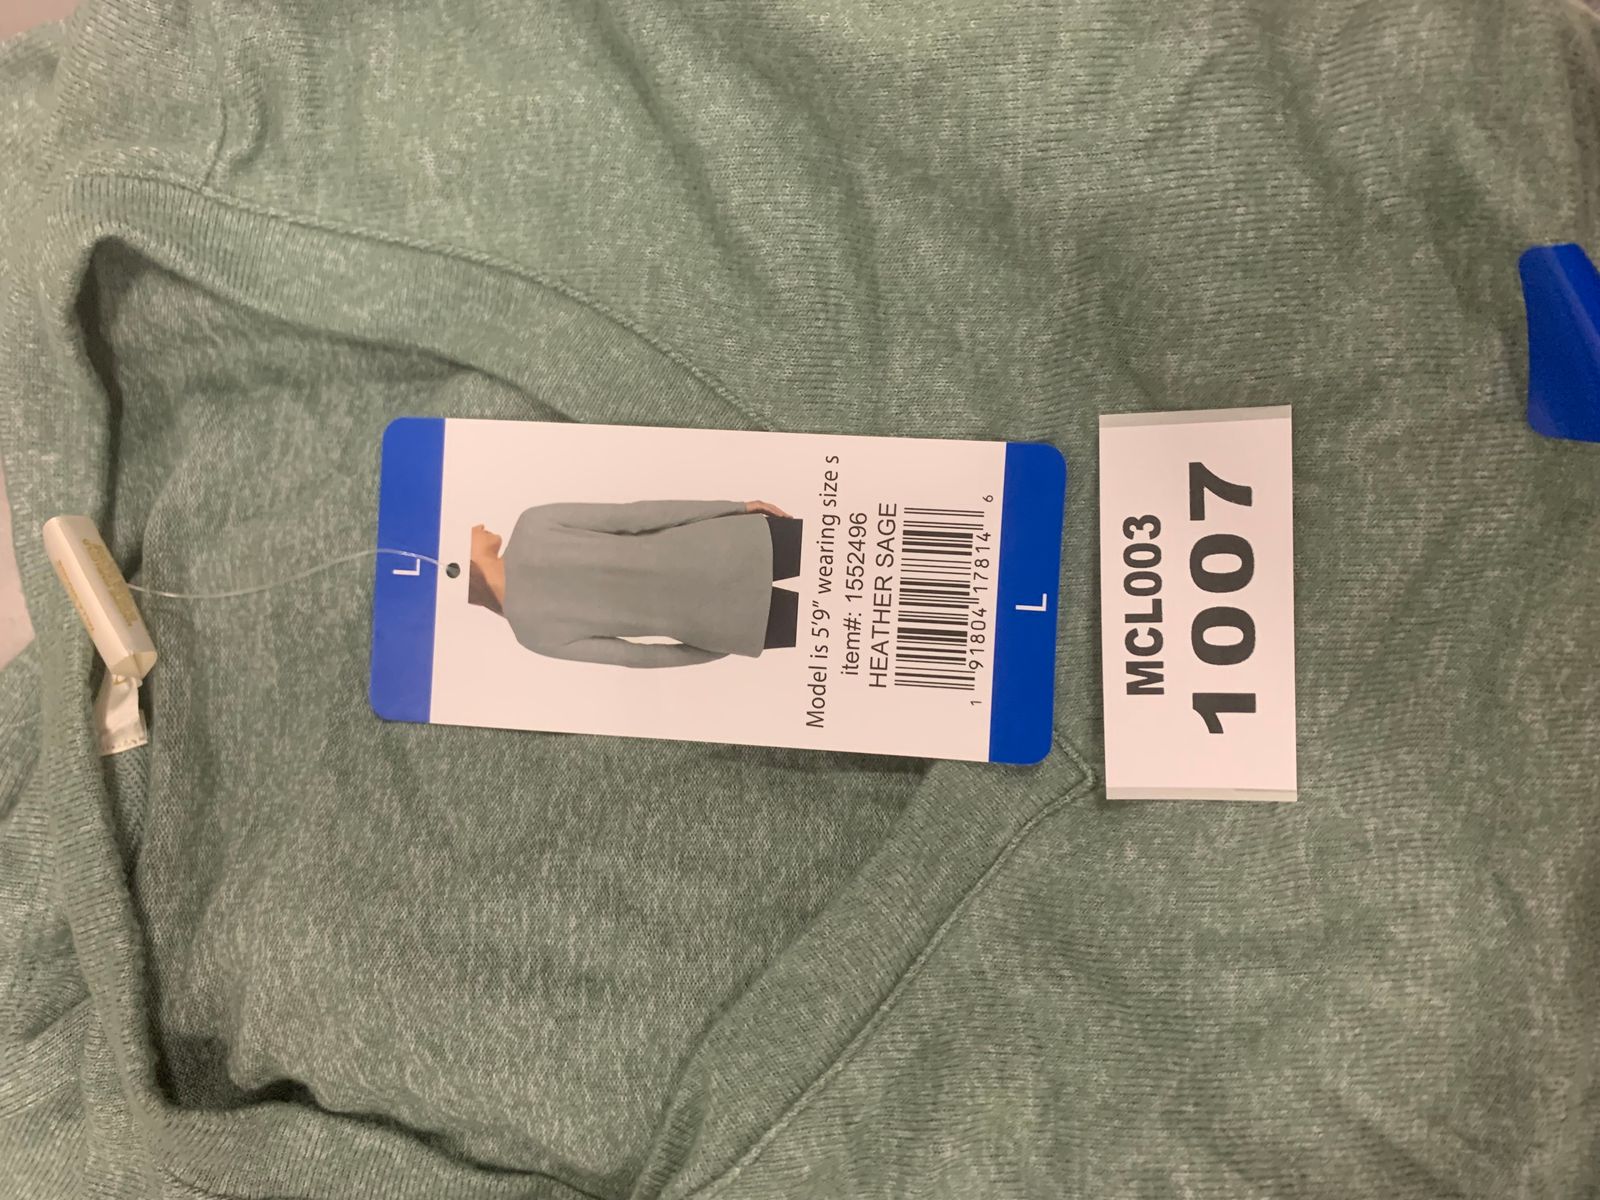 L
Model is 5'9" wearing size s
item#: 1552496
HEATHER SAGE
1 91804 17814 6
L
MCL003
1007